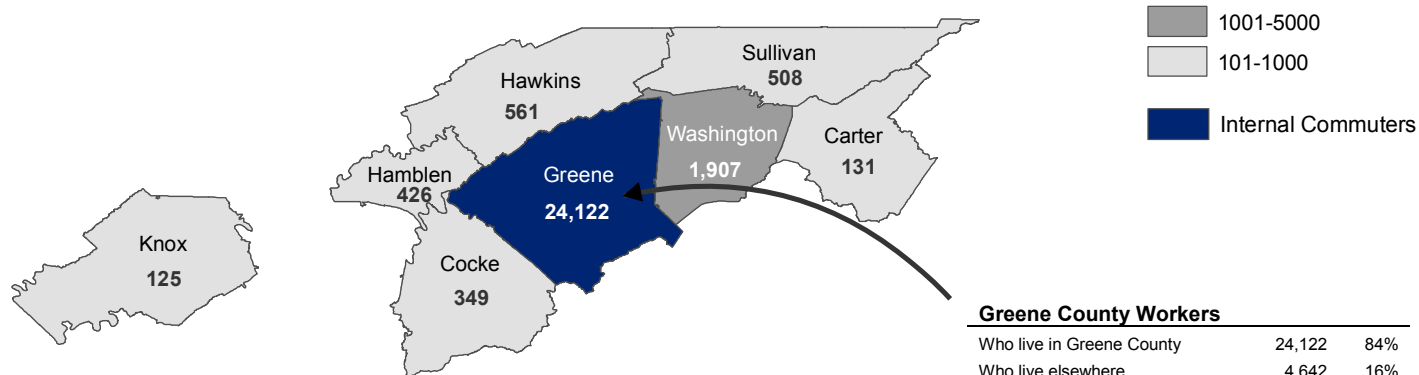 1001-5000
101-1000
Internal Commuters
Sullivan
508
Hawkins
561
Washington
1,907
Carter
131
Hamblen
426
Greene
24,122
Knox
125
Cocke
349
Greene County Workers
Who live in Greene County 24,122 84%
Who live elsewhere 4,642 16%